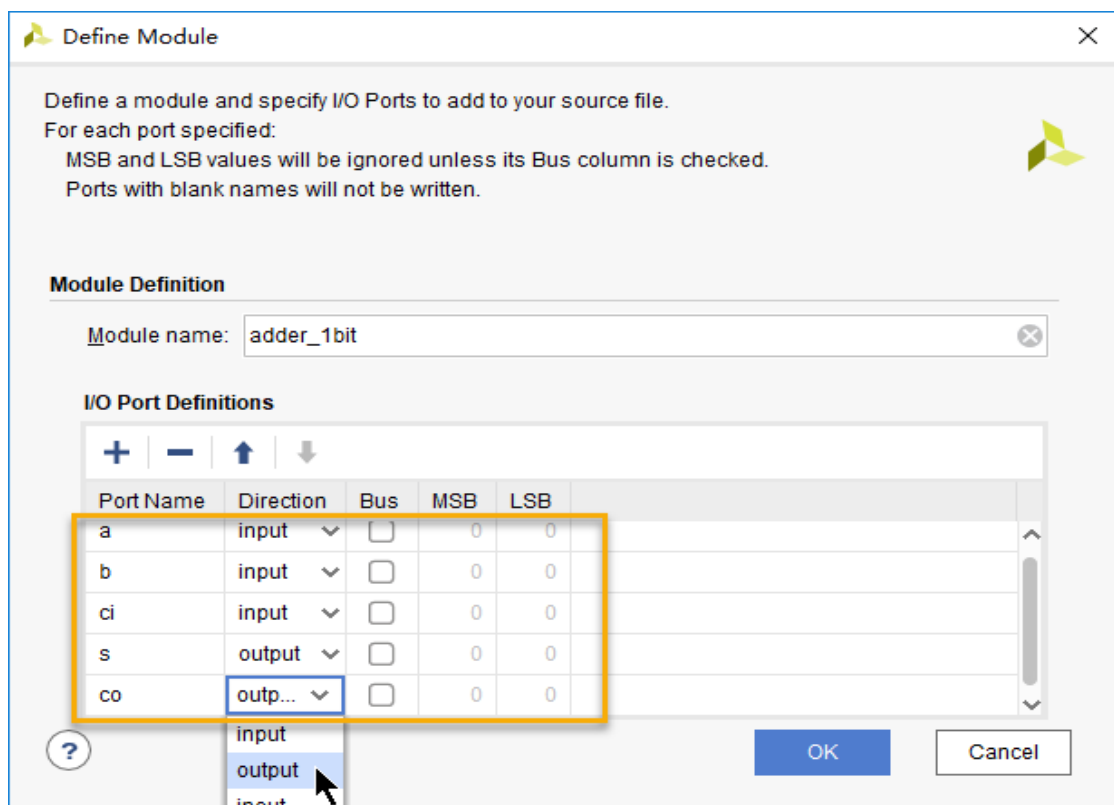 Define Module
Define a module and specify I/O Ports to add to your source file.
For each port specified:
MSB and LSB values will be ignored unless its Bus column is checked.
Ports with blank names will not be written.
Module Definition
Module name: adder_1bit
I/O Port Definitions
Port Name Direction Bus MSB LSB
a input 0 0
b input 0 0
ci input 0 0
s output 0 0
co outp... 0 0
input
output
input
? OK Cancel